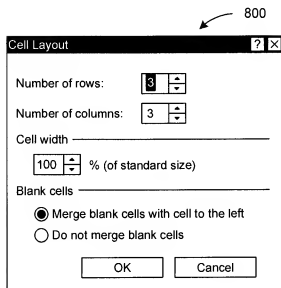 800
Cell Layout ? X
Number of rows: 3
Number of columns: 3
Cell width
100 % (of standard size)
Blank cells
Merge blank cells with cell to the left
Do not merge blank cells
OK Cancel